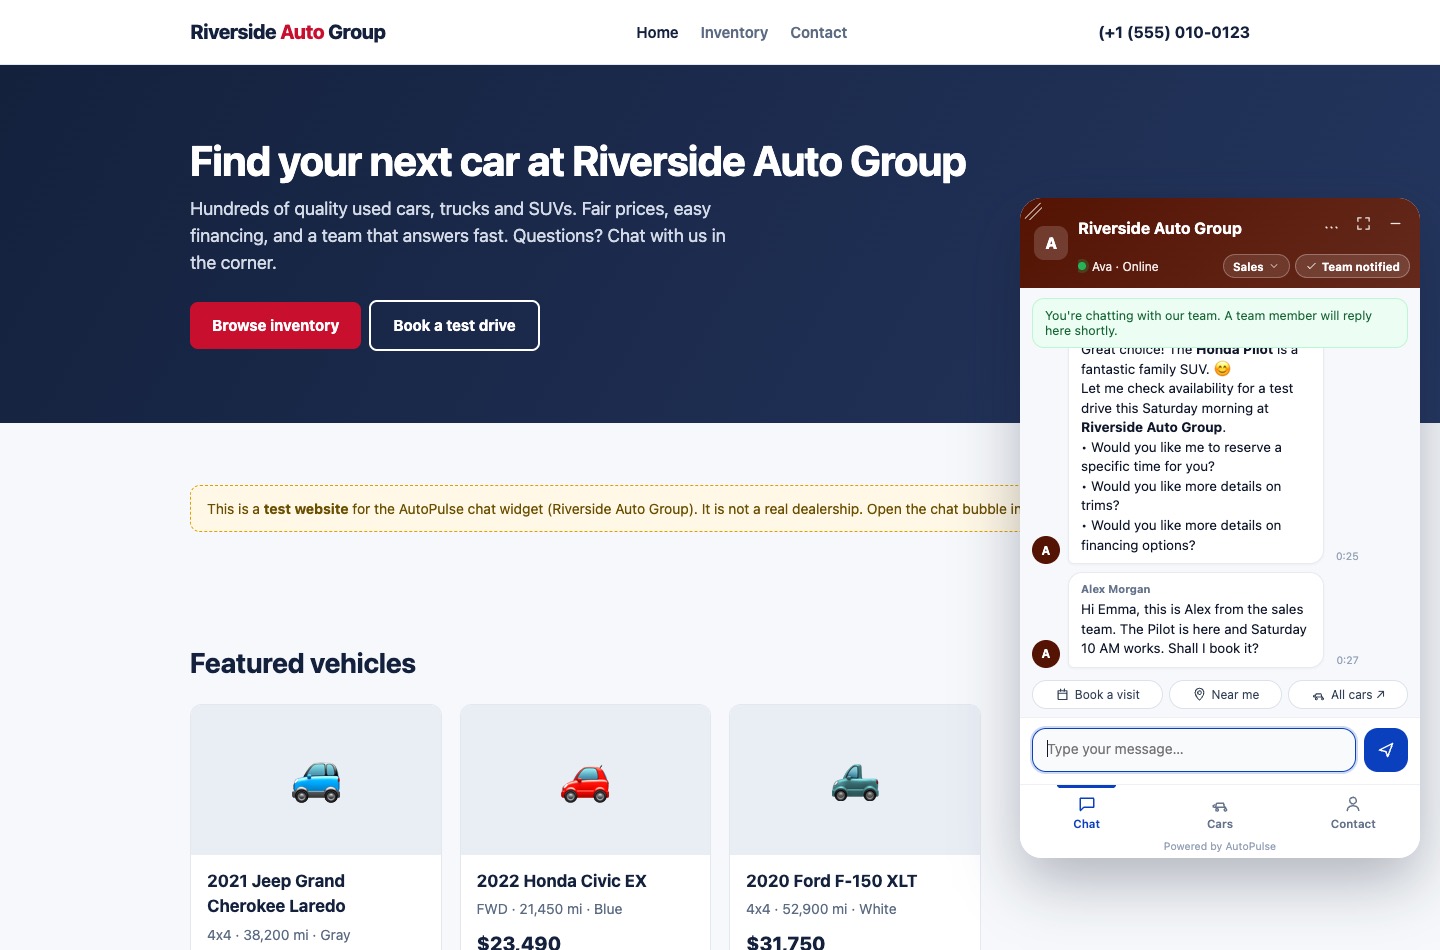 Riverside Auto Group
Home Inventory Contact
(+1 (555) 010-0123
Find your next car at Riverside Auto Group
Hundreds of quality used cars, trucks and SUVs. Fair prices, easy
financing, and a team that answers fast. Questions? Chat with us in
the corner.
Browse inventory
Book a test drive
This is a test website for the AutoPulse chat widget (Riverside Auto Group). It is not a real dealership. Open the chat bubble in
Featured vehicles
2021 Jeep Grand
Cherokee Laredo
4x4 · 38,200 mi · Gray
2022 Honda Civic EX
FWD · 21,450 mi · Blue
$23,490
2020 Ford F-150 XLT
4x4 · 52,900 mi · White
$31,750
A
Riverside Auto Group
Ava · Online
Sales
Team notified
You're chatting with our team. A team member will reply
here shortly.
Great choice! The Honda Pilot is a
fantastic family SUV. 😊
Let me check availability for a test
drive this Saturday morning at
Riverside Auto Group.
• Would you like me to reserve a
specific time for you?
• Would you like more details on
trims?
• Would you like more details on
financing options?
A
0:25
Alex Morgan
Hi Emma, this is Alex from the sales
team. The Pilot is here and Saturday
10 AM works. Shall I book it?
A
0:27
Book a visit
Near me
All cars ↗
Type your message...
Chat
Cars
Contact
Powered by AutoPulse